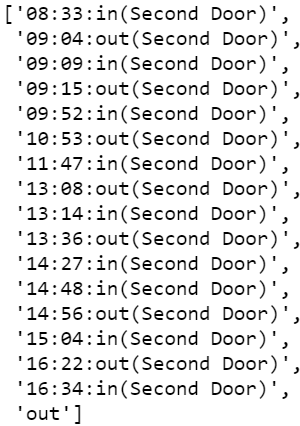 ['08:33:in(Second Door)',
'09:04:out(Second Door)',
'09:09:in(Second Door)',
'09:15:out(Second Door)',
'09:52:in(Second Door)',
'10:53:out(Second Door)',
'11:47:in(Second Door)',
'13:08:out(Second Door)',
'13:14:in(Second Door)',
'13:36:out(Second Door)',
'14:27:in(Second Door)',
'14:48:in(Second Door)',
'14:56:out(Second Door)',
'15:04:in(Second Door)',
'16:22:out(Second Door)',
'16:34:in(Second Door)',
'out']